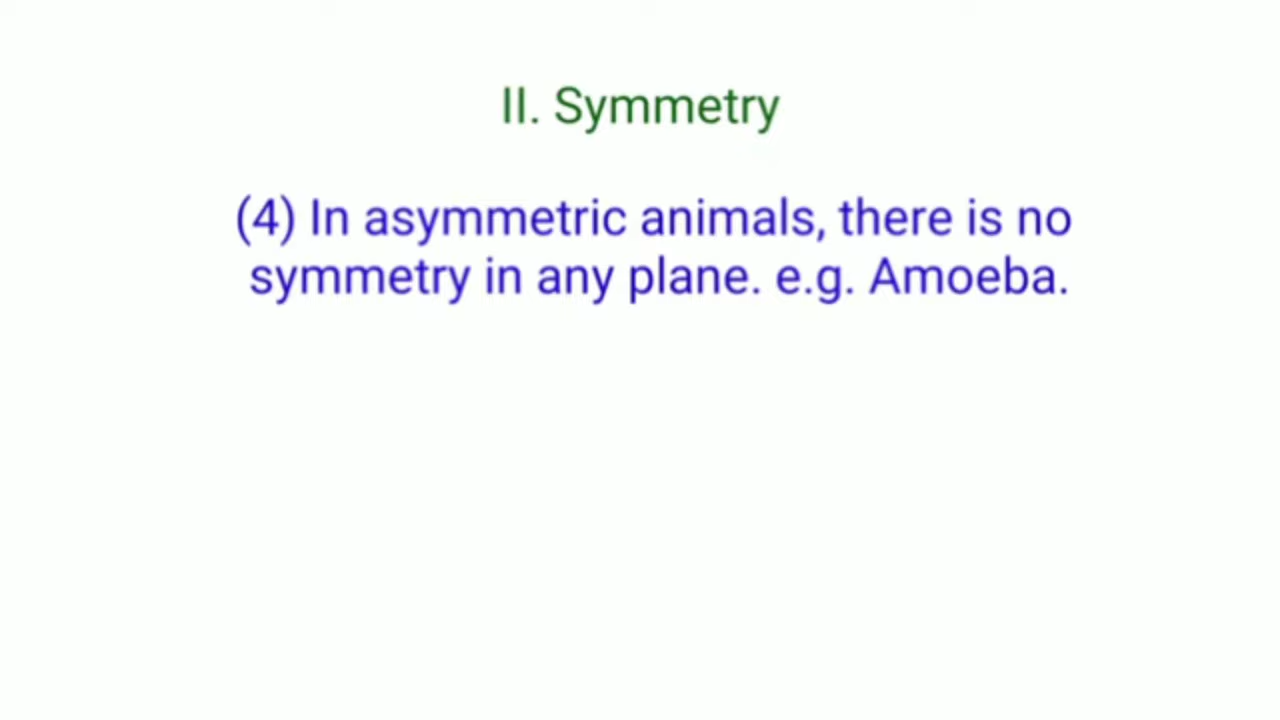 II. Symmetry
(4) In asymmetric animals, there is no
symmetry in any plane. e.g. Amoeba.